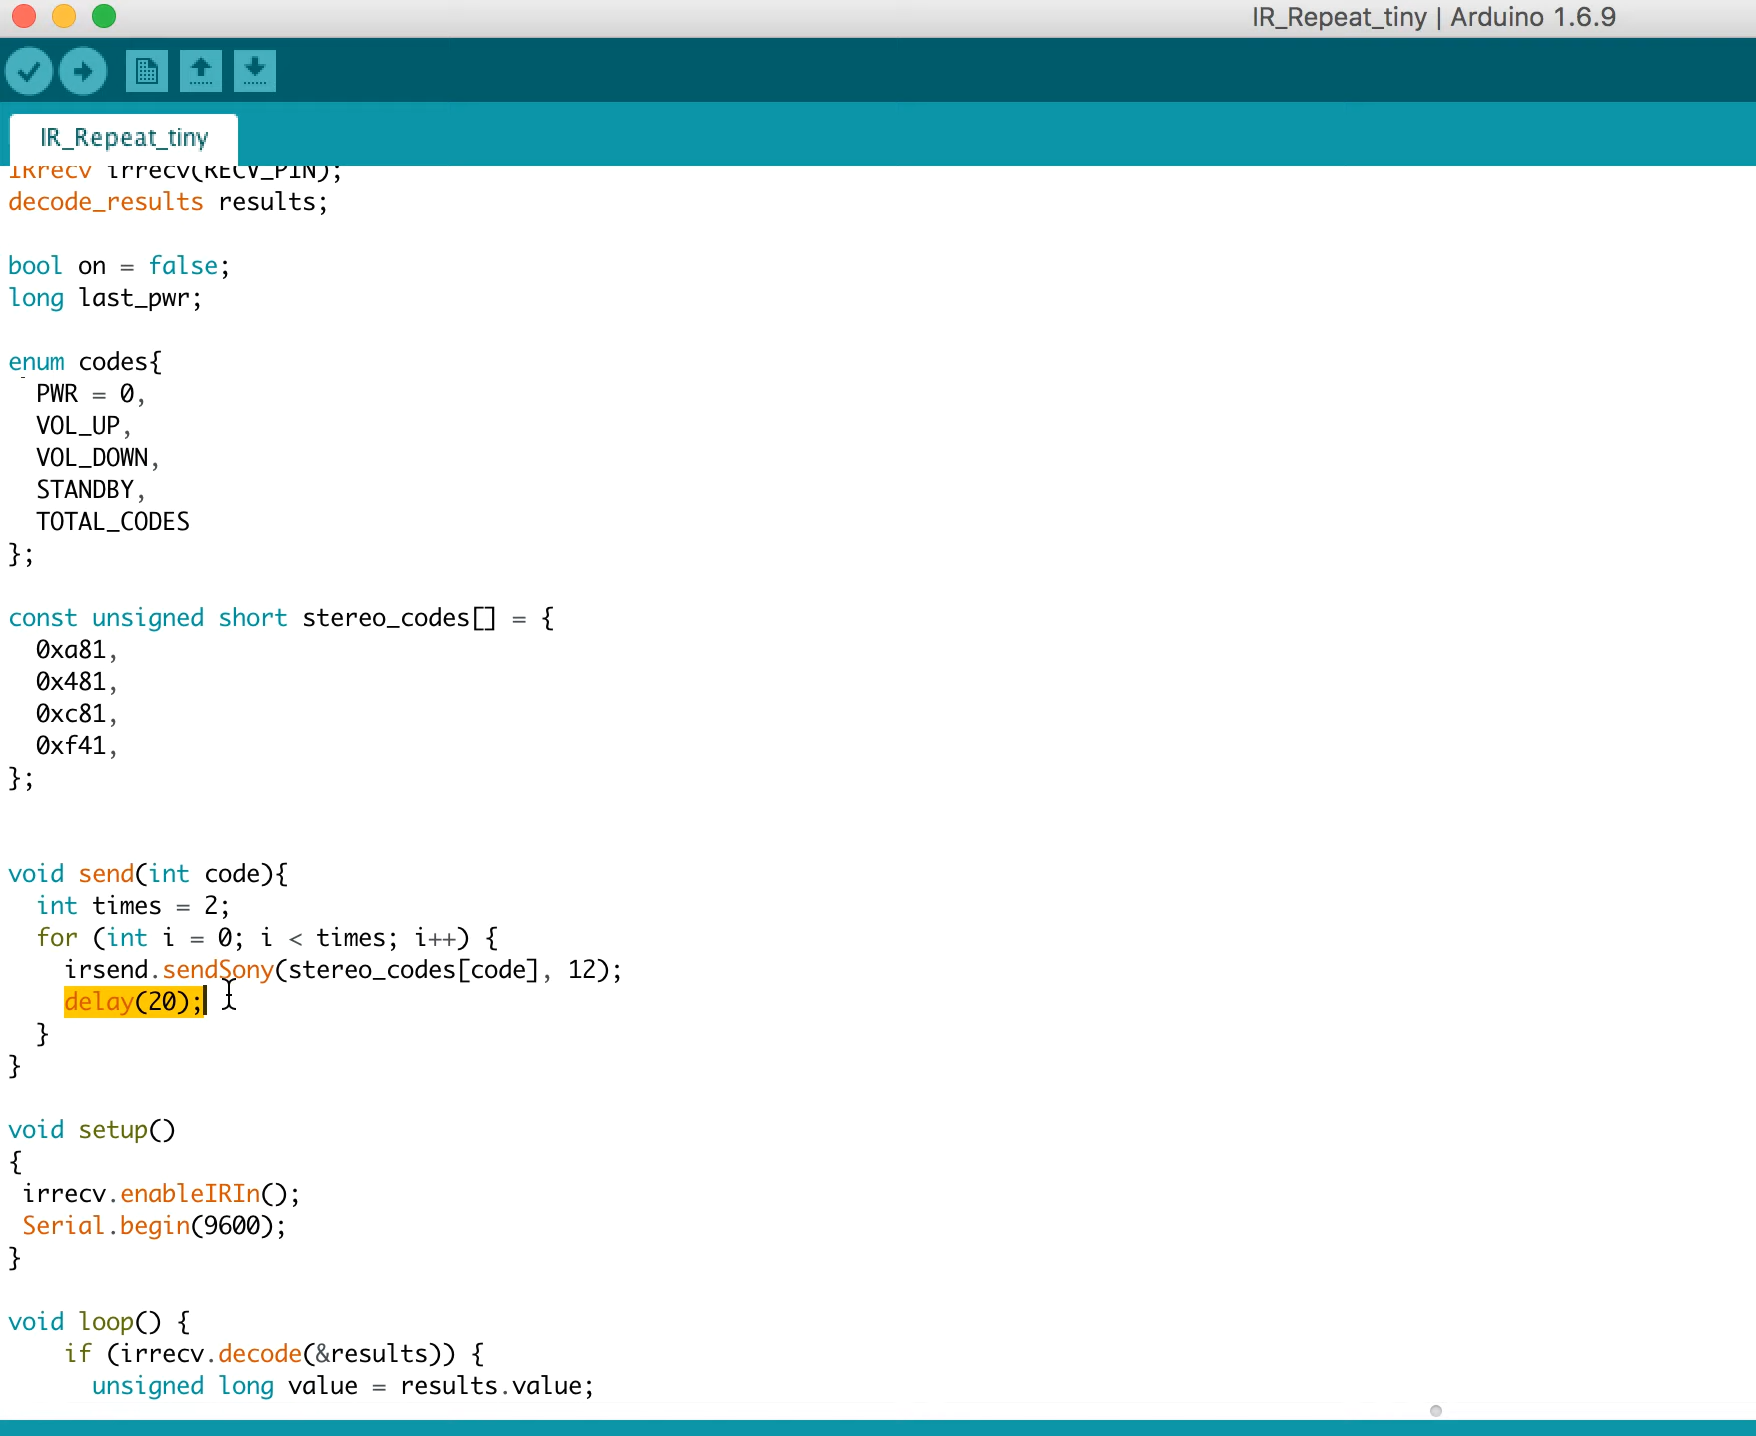 IR_Repeat_tiny | Arduino 1.6.9
IR_Repeat_tiny
IRrecv irrecv(RECV_PIN);
decode_results results;
bool on = false;
long last_pwr;
enum codes{
PWR = 0,
VOL_UP,
VOL_DOWN,
STANDBY,
TOTAL_CODES
};
const unsigned short stereo_codes[] = {
0xa81,
0x481,
0xc81,
0xf41,
};
void send(int code){
int times = 2;
for (int i = 0; i < times; i++) {
irsend.sendSony(stereo_codes[code], 12);
delay(20);
}
}
void setup()
{
irrecv.enableIRIn();
Serial.begin(9600);
}
void loop() {
if (irrecv.decode(&results)) {
unsigned long value = results.value;